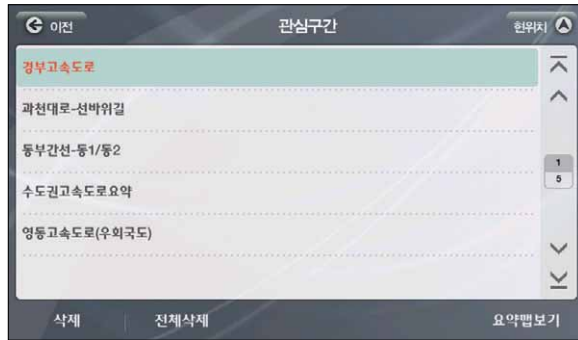 이전 관심구간 현위치
경부고속도로
과천대로-선바위길
동부간선-동1/동2
1
5
수도권고속도로요약
영동고속도로(우회국도)
삭제 전체삭제 요약맵보기